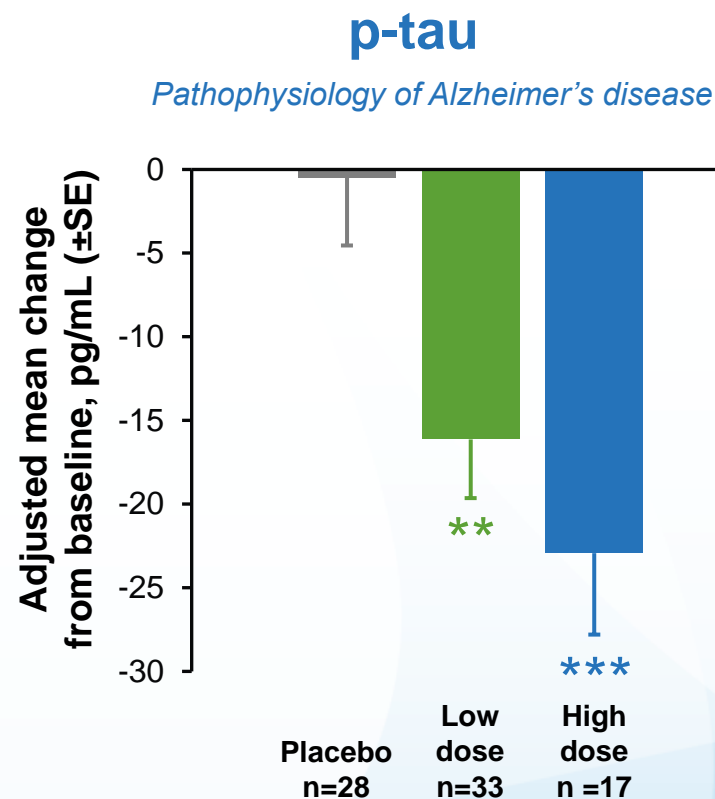 p-tau
Pathophysiology of Alzheimer's disease
Adjusted mean change
from baseline, pg/mL (±SE)
0
-5
-10
-15
-20
-25
-30
**
***
Placebo
n=28
Low
dose
n=33
High
dose
n =17